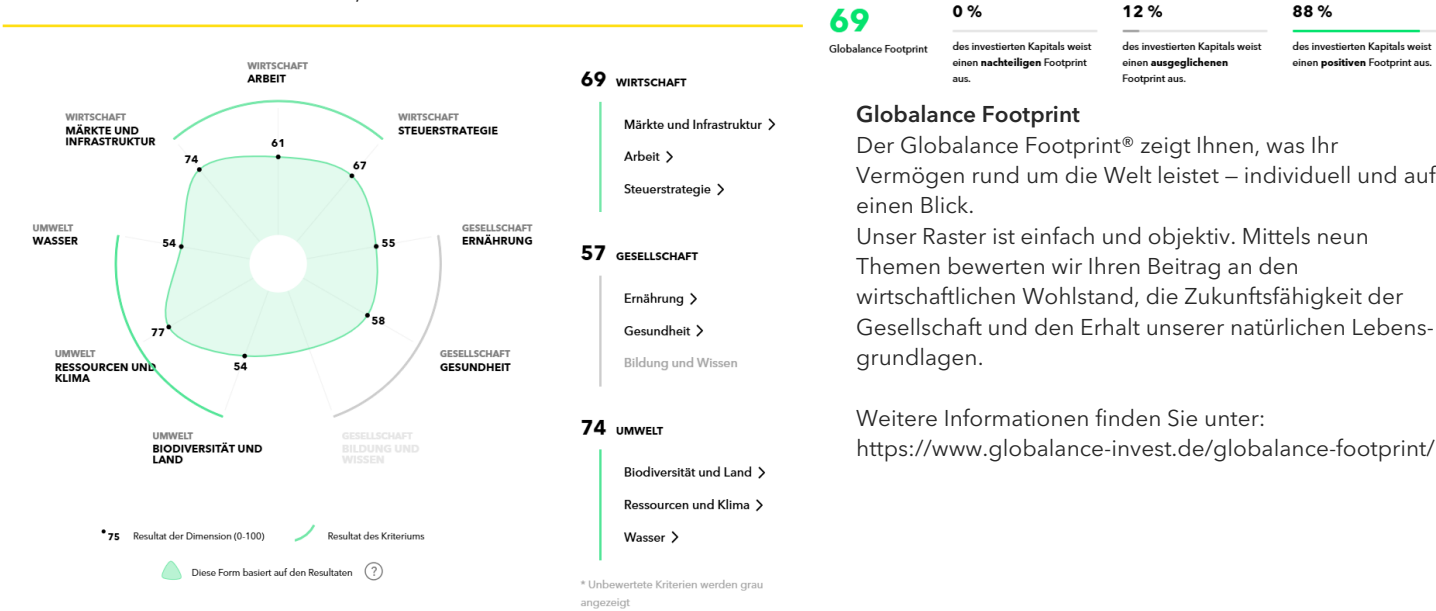 WIRTSCHAFT
ARBEIT
WIRTSCHAFT
MÄRKTE UND
INFRASTRUKTUR
WIRTSCHAFT
STEUERSTRATEGIE
61
74
67
UMWELT
WASSER
54
55
GESELLSCHAFT
ERNÄHRUNG
77
58
54
UMWELT
RESSOURCEN UND
KLIMA
GESELLSCHAFT
GESUNDHEIT
UMWELT
BIODIVERSITÄT UND
LAND
GESELLSCHAFT
BILDUNG UND
WISSEN
75 Resultat der Dimension (0-100)
Resultat des Kriteriums
Diese Form basiert auf den Resultaten ?
69 WIRTSCHAFT
Märkte und Infrastruktur >
Arbeit >
Steuerstrategie >
57 GESELLSCHAFT
Ernährung >
Gesundheit >
Bildung und Wissen
74 UMWELT
Biodiversität und Land >
Ressourcen und Klima >
Wasser >
* Unbewertete Kriterien werden grau
angezeigt
69
Globalance Footprint
0 %
des investierten Kapitals weist
einen nachteiligen Footprint
aus.
12 %
des investierten Kapitals weist
einen ausgeglichenen
Footprint aus.
88 %
des investierten Kapitals weist
einen positiven Footprint aus.
Globalance Footprint
Der Globalance Footprint® zeigt Ihnen, was Ihr
Vermögen rund um die Welt leistet – individuell und auf
einen Blick.
Unser Raster ist einfach und objektiv. Mittels neun
Themen bewerten wir Ihren Beitrag an den
wirtschaftlichen Wohlstand, die Zukunftsfähigkeit der
Gesellschaft und den Erhalt unserer natürlichen Lebens-
grundlagen.
Weitere Informationen finden Sie unter:
https://www.globalance-invest.de/globalance-footprint/